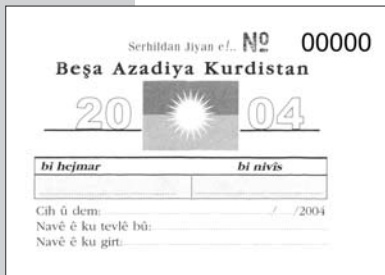 Serhildan Jiyan e!.. Nº 00000
Beşa Azadiya Kurdistan
20 04
bi hejmar bi nivîs
Cih û dem: / /2004
Navê ê ku tevlê bû:
Navê ê ku girt: